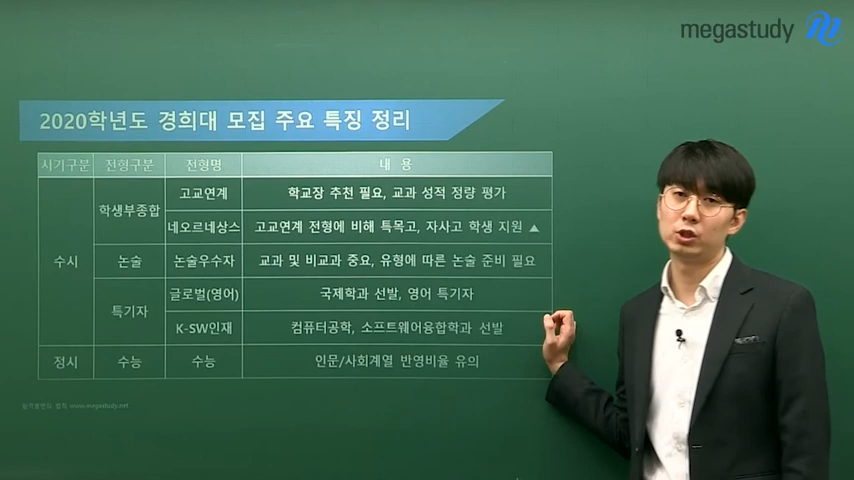 megastudy
2020학년도 경희대 모집 주요 특징 정리
시기구분 전형구분 전형명 내 용
수시 학생부종합 고교연계 학교장 추천 필요, 교과 성적 정량 평가
네오르네상스 고교연계 전형에 비해 특목고, 자사고 학생 지원 ▲
논술 논술우수자 교과 및 비교과 중요, 유형에 따른 논술 준비 필요
특기자 글로벌(영어) 국제학과 선발, 영어 특기자
K-SW인재 컴퓨터공학, 소프트웨어융합학과 선발
정시 수능 수능 인문/사회계열 반영비율 유의
www.megastudy.net